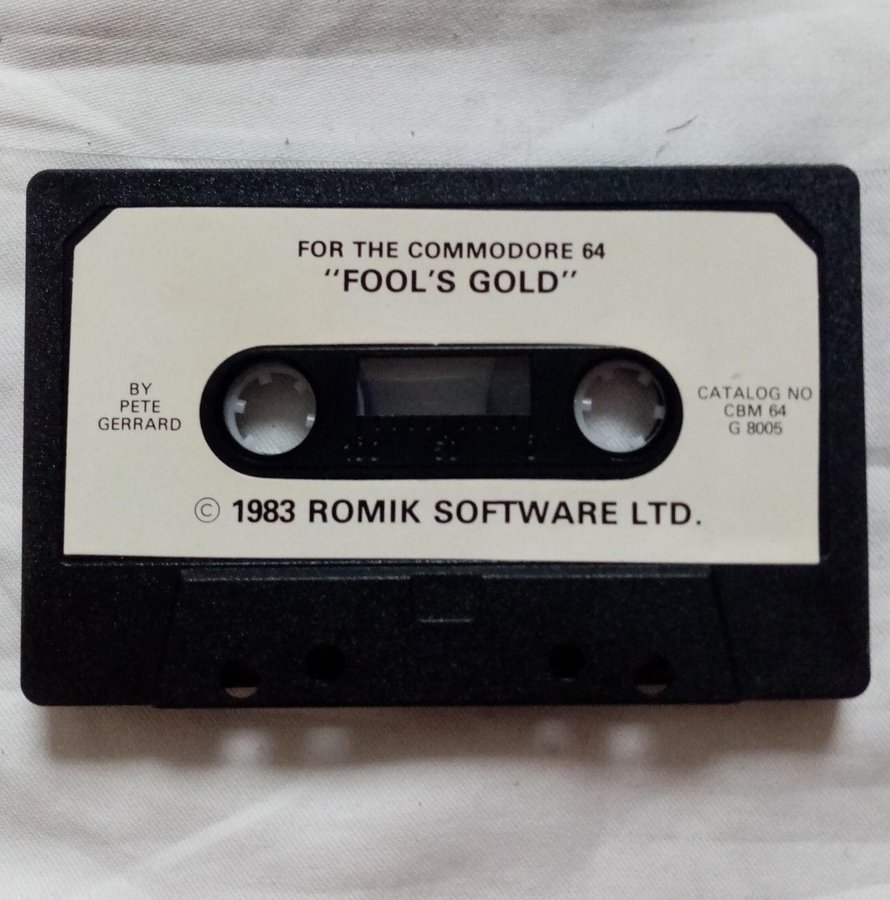 FOR THE COMMODORE 64
"FOOL'S GOLD"
BY
PETE
GERRARD
CATALOG NO
CBM 64
G 8005
© 1983 ROMIK SOFTWARE LTD.